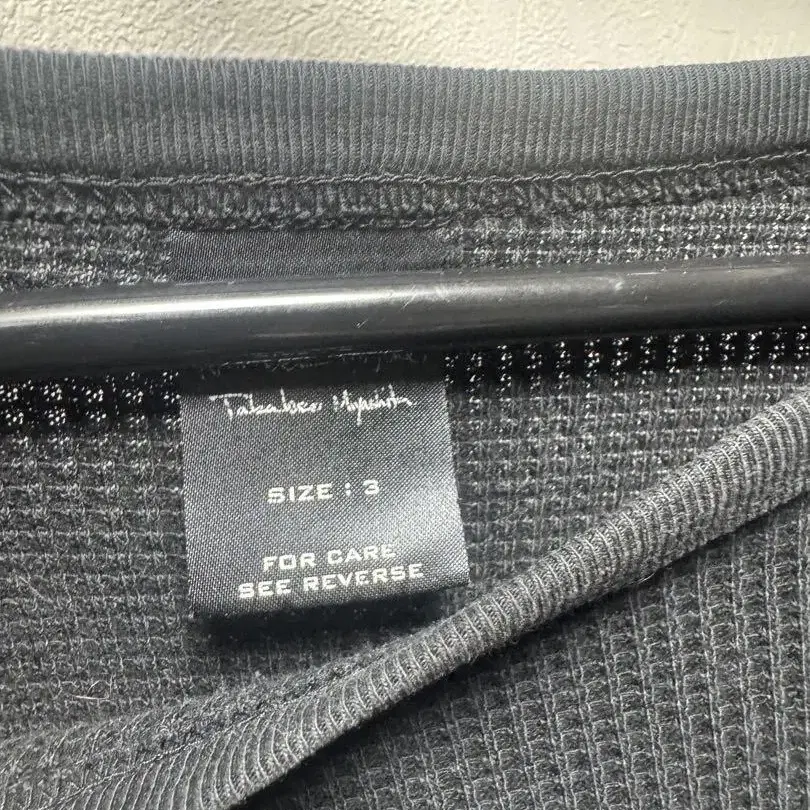 Takahiro Miyashita
SIZE : 3
FOR CARE
SEE REVERSE